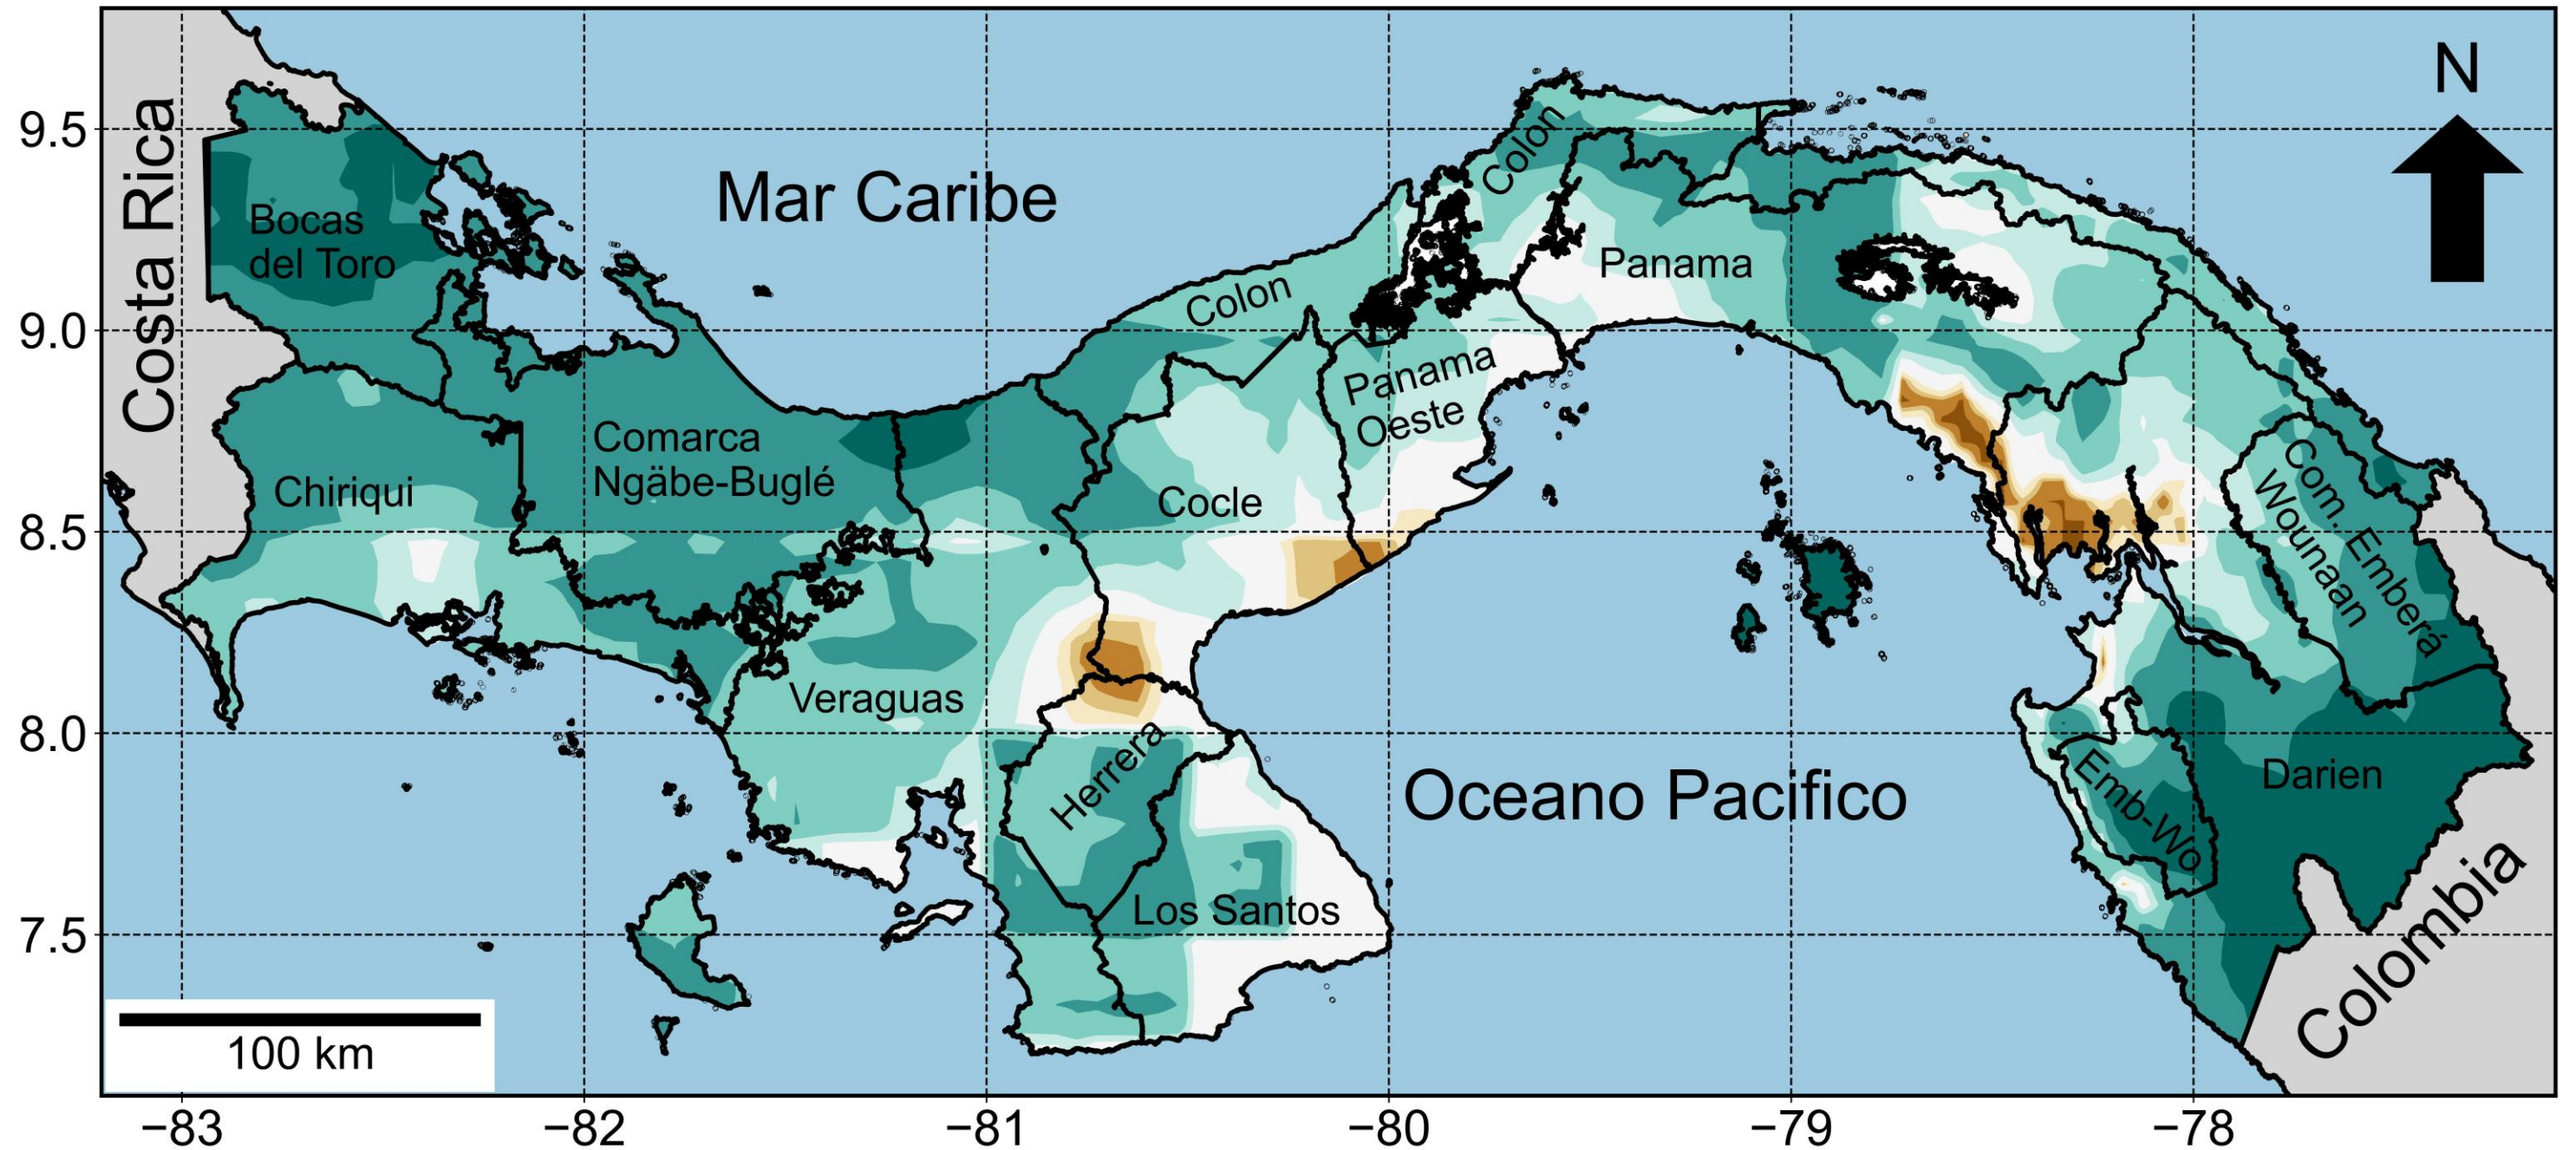 N
Costa Rica
Mar Caribe
Colon
Bocas
del Toro
Panama
Colon
Panama
Oeste
Comarca
Ngäbe-Buglé
Chiriqui
Cocle
Com. Emberá
Wounaan
Veraguas
Herrera
Oceano Pacifico
Emb-Wo
Darien
Los Santos
Colombia
100 km
9.5
9.0
8.5
8.0
7.5
−83
−82
−81
−80
−79
−78